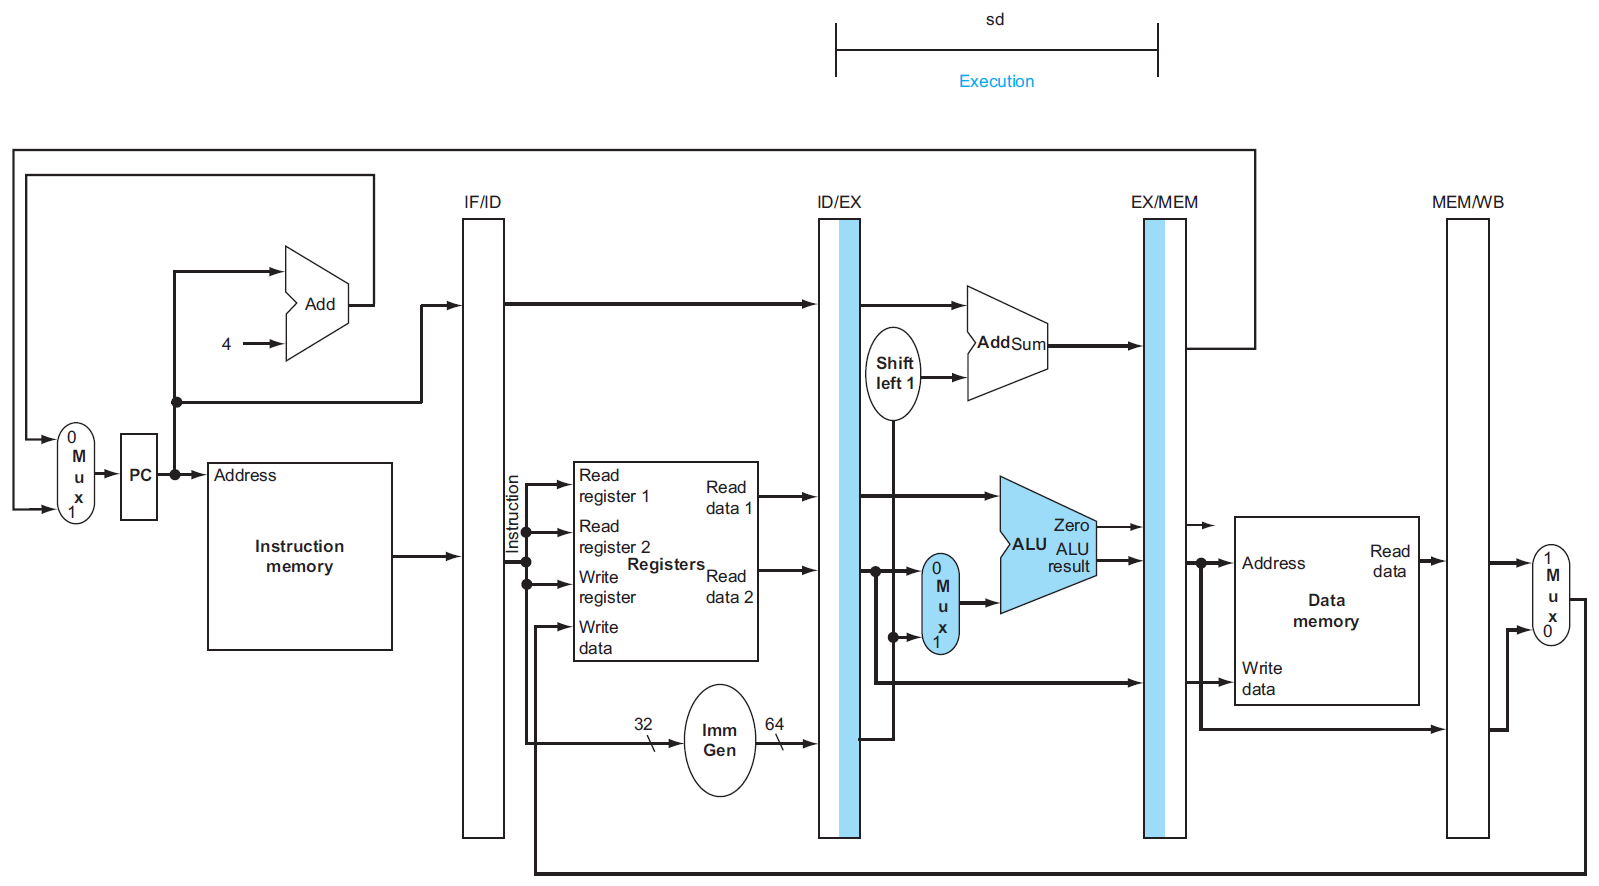 sd
Execution
IF/ID
ID/EX
EX/MEM
MEM/WB
Add
4
0
M
u
x
1
PC
Address
Instruction
memory
Instruction
Read
register 1
Read
register 2
Write
register
Write
data
Registers
Read
data 1
Read
data 2
32
Imm
Gen
64
Shift
left 1
Add Sum
0
M
u
x
1
ALU
Zero
ALU
result
Address
Read
data
Data
memory
Write
data
1
M
u
x
0